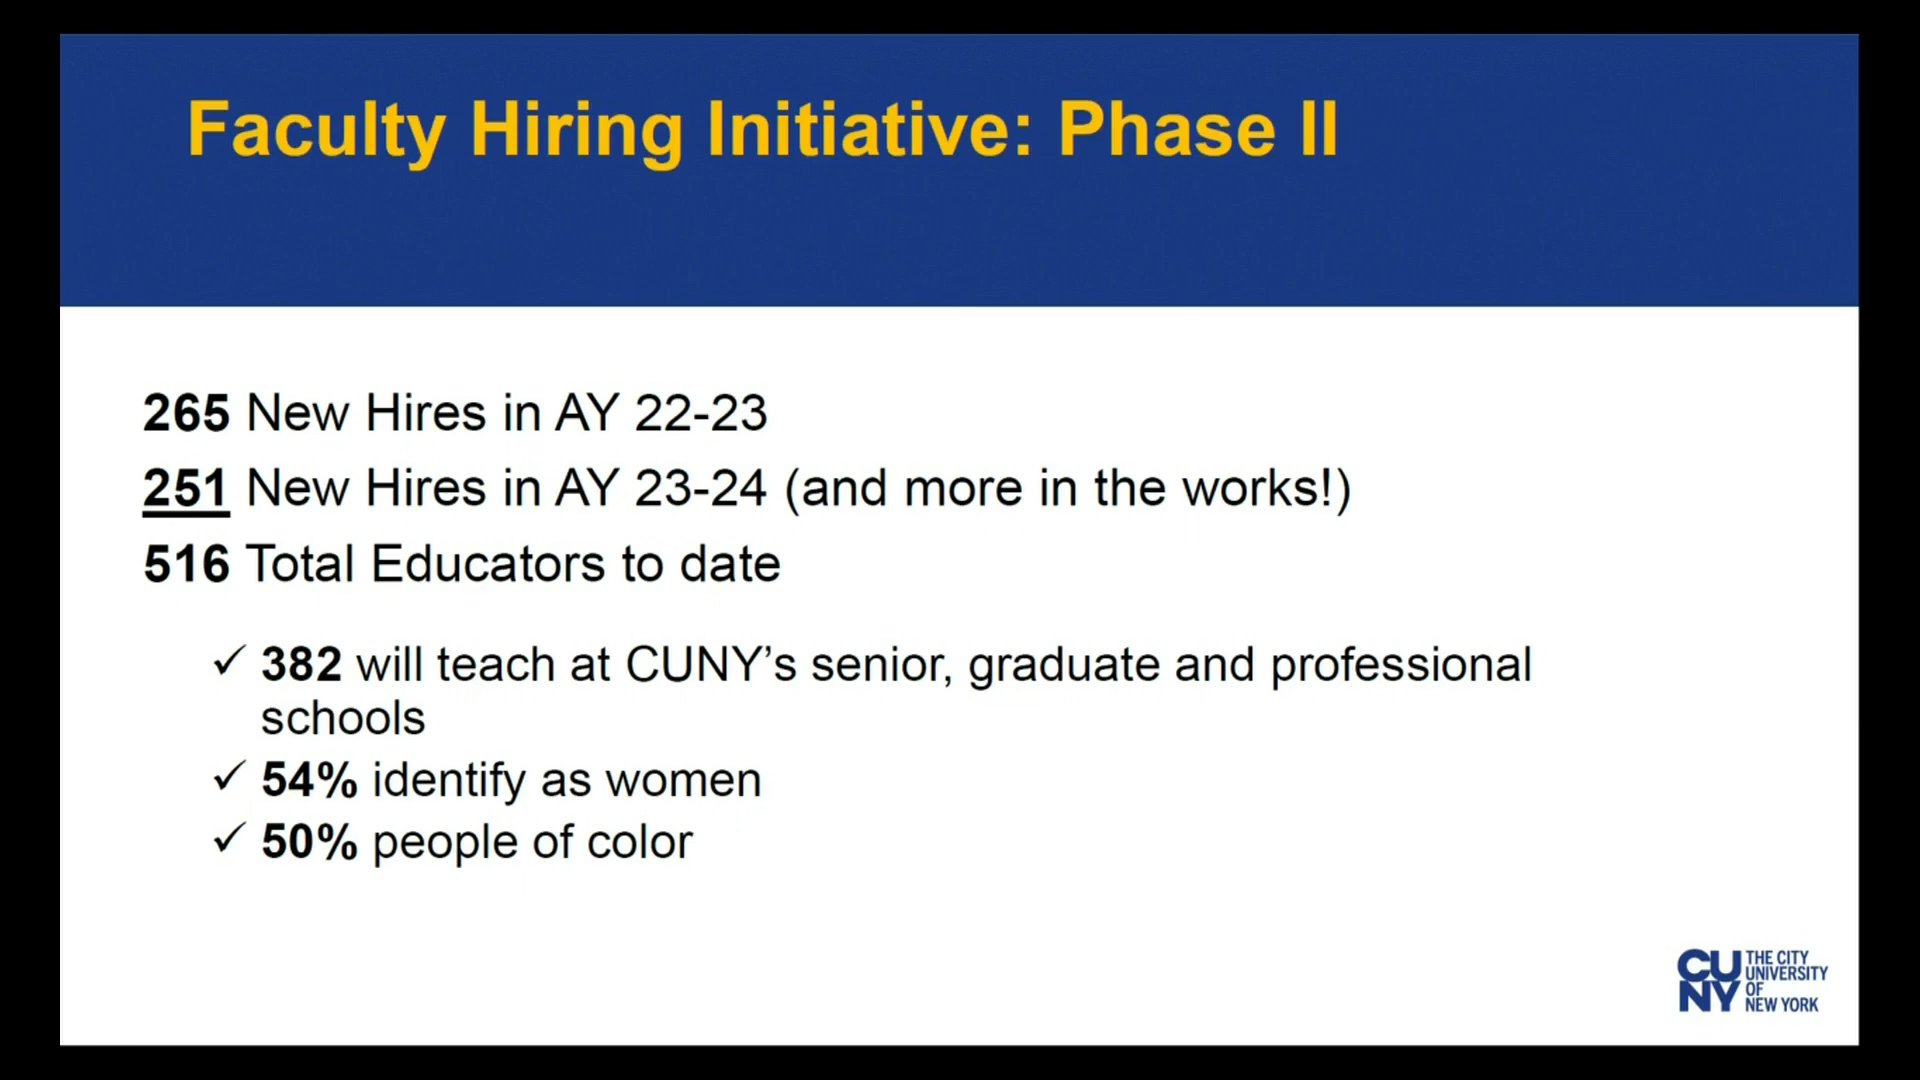 Faculty Hiring Initiative: Phase II
265 New Hires in AY 22-23
251 New Hires in AY 23-24 (and more in the works!)
516 Total Educators to date
✓ 382 will teach at CUNY’s senior, graduate and professional
schools
✓ 54% identify as women
✓ 50% people of color
CU
NY
THE CITY
UNIVERSITY
OF
NEW YORK